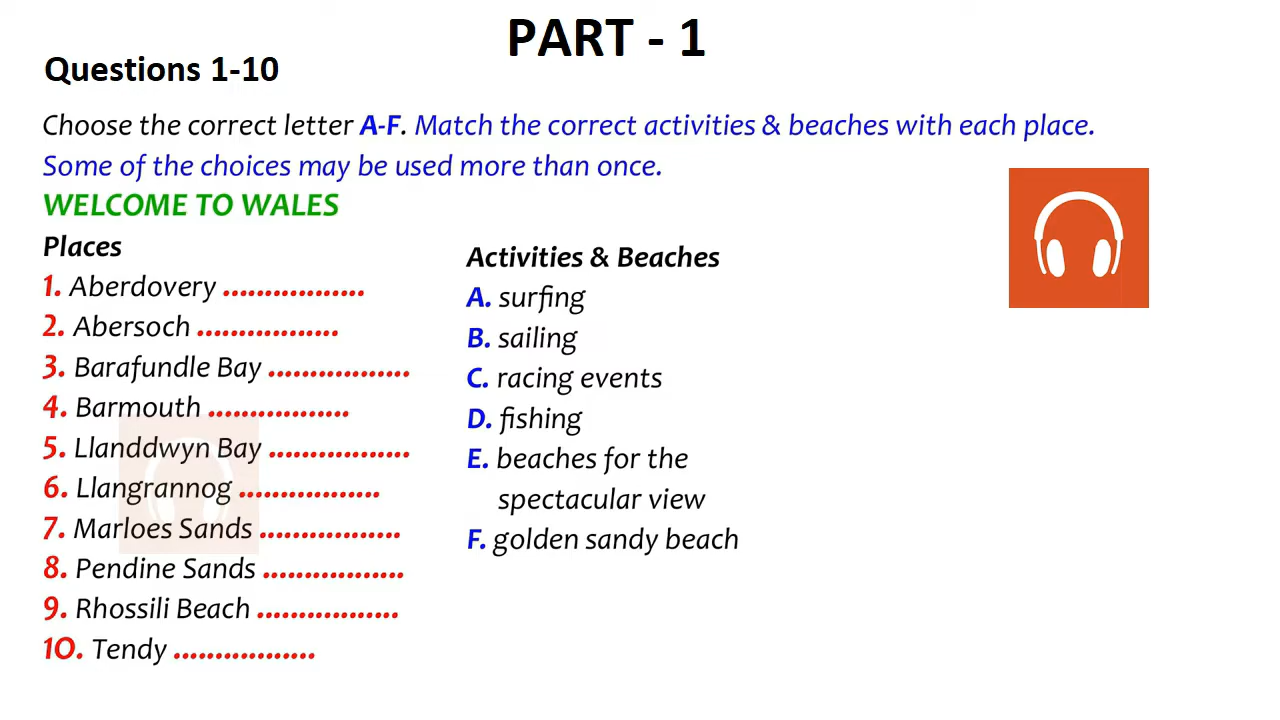 PART - 1
Questions 1-10
Choose the correct letter A-F. Match the correct activities & beaches with each place.
Some of the choices may be used more than once.
WELCOME TO WALES
Places
1. Aberdovery .................
2. Abersoch .................
3. Barafundle Bay .................
4. Barmouth .................
5. Llanddwyn Bay .................
6. Llangrannog .................
7. Marloes Sands .................
8. Pendine Sands .................
9. Rhossili Beach .................
10. Tendy .................
Activities & Beaches
A. surfing
B. sailing
C. racing events
D. fishing
E. beaches for the
spectacular view
F. golden sandy beach